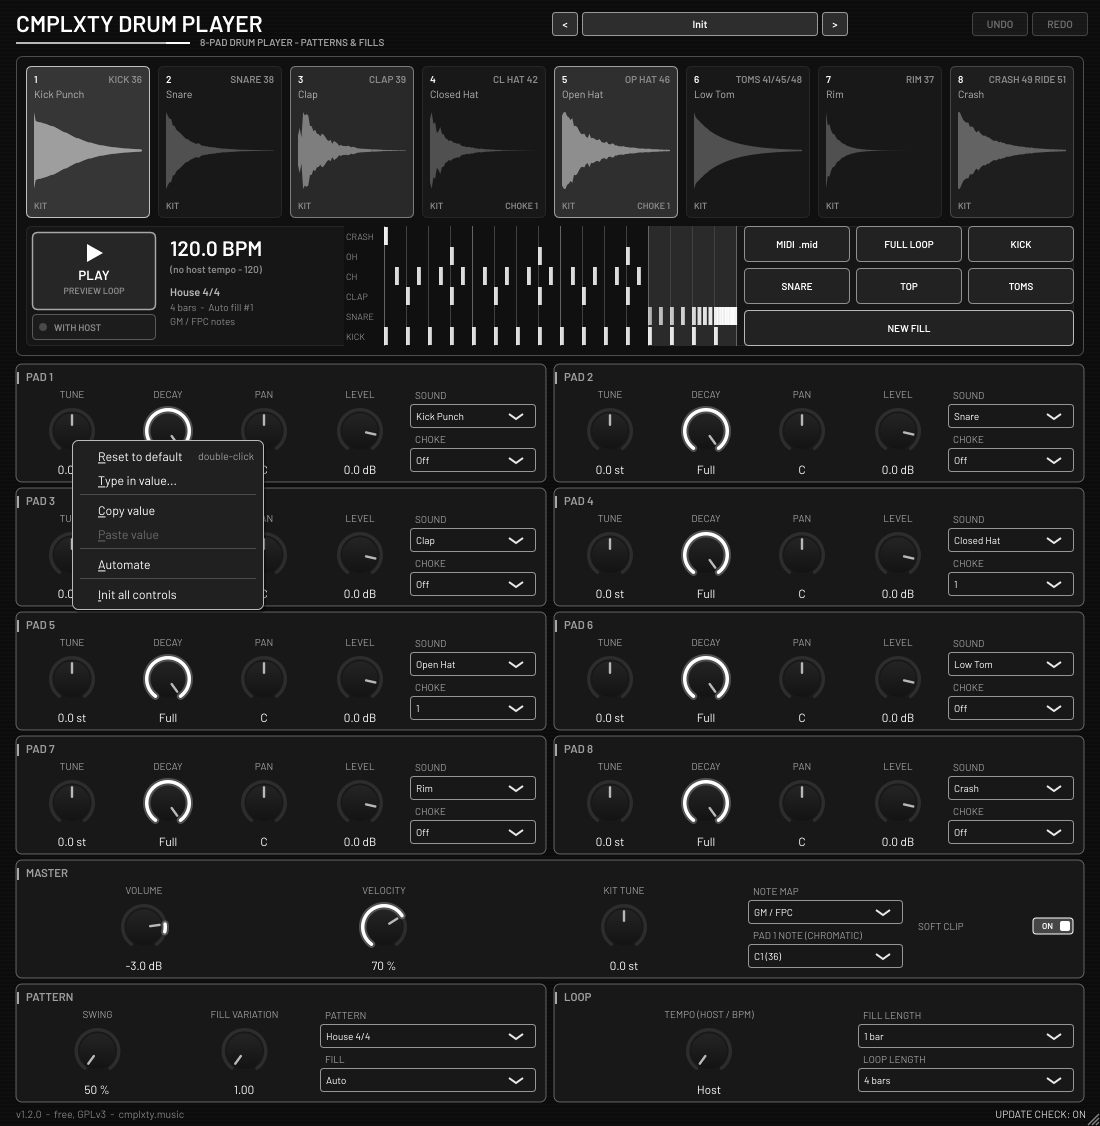 CMPLXTY DRUM PLAYER
8-PAD DRUM PLAYER - PATTERNS & FILLS
< Init >
UNDO REDO
1 KICK 36
Kick Punch
KIT
2 SNARE 38
Snare
KIT
3 CLAP 39
Clap
KIT
4 CL HAT 42
Closed Hat
KIT CHOKE 1
5 OP HAT 46
Open Hat
KIT CHOKE 1
6 TOMS 41/45/48
Low Tom
KIT
7 RIM 37
Rim
KIT
8 CRASH 49 RIDE 51
Crash
KIT
PLAY
PREVIEW LOOP
WITH HOST
120.0 BPM
(no host tempo - 120)
House 4/4
4 bars - Auto fill #1
GM / FPC notes
CRASH
OH
CH
CLAP
SNARE
KICK
MIDI .mid FULL LOOP KICK
SNARE TOP TOMS
NEW FILL
PAD 1
TUNE DECAY PAN LEVEL SOUND
Kick Punch
CHOKE
Off
0.0 C 0.0 dB
Reset to default double-click
Type in value...
Copy value
Paste value
Automate
Init all controls
PAD 2
TUNE DECAY PAN LEVEL SOUND
Snare
CHOKE
Off
0.0 st Full C 0.0 dB
PAD 3
TU AN LEVEL SOUND
Clap
CHOKE
Off
0.0 C 0.0 dB
PAD 4
TUNE DECAY PAN LEVEL SOUND
Closed Hat
CHOKE
1
0.0 st Full C 0.0 dB
PAD 5
TUNE DECAY PAN LEVEL SOUND
Open Hat
CHOKE
1
0.0 st Full C 0.0 dB
PAD 6
TUNE DECAY PAN LEVEL SOUND
Low Tom
CHOKE
Off
0.0 st Full C 0.0 dB
PAD 7
TUNE DECAY PAN LEVEL SOUND
Rim
CHOKE
Off
0.0 st Full C 0.0 dB
PAD 8
TUNE DECAY PAN LEVEL SOUND
Crash
CHOKE
Off
0.0 st Full C 0.0 dB
MASTER
VOLUME VELOCITY KIT TUNE NOTE MAP
GM / FPC
SOFT CLIP ON
PAD 1 NOTE (CHROMATIC)
C1 (36)
-3.0 dB 70 % 0.0 st
PATTERN
SWING FILL VARIATION PATTERN
House 4/4
FILL
Auto
50 % 1.00
LOOP
TEMPO (HOST / BPM) FILL LENGTH
1 bar
LOOP LENGTH
4 bars
Host
v1.2.0 - free, GPLv3 - cmplxty.music
UPDATE CHECK: ON